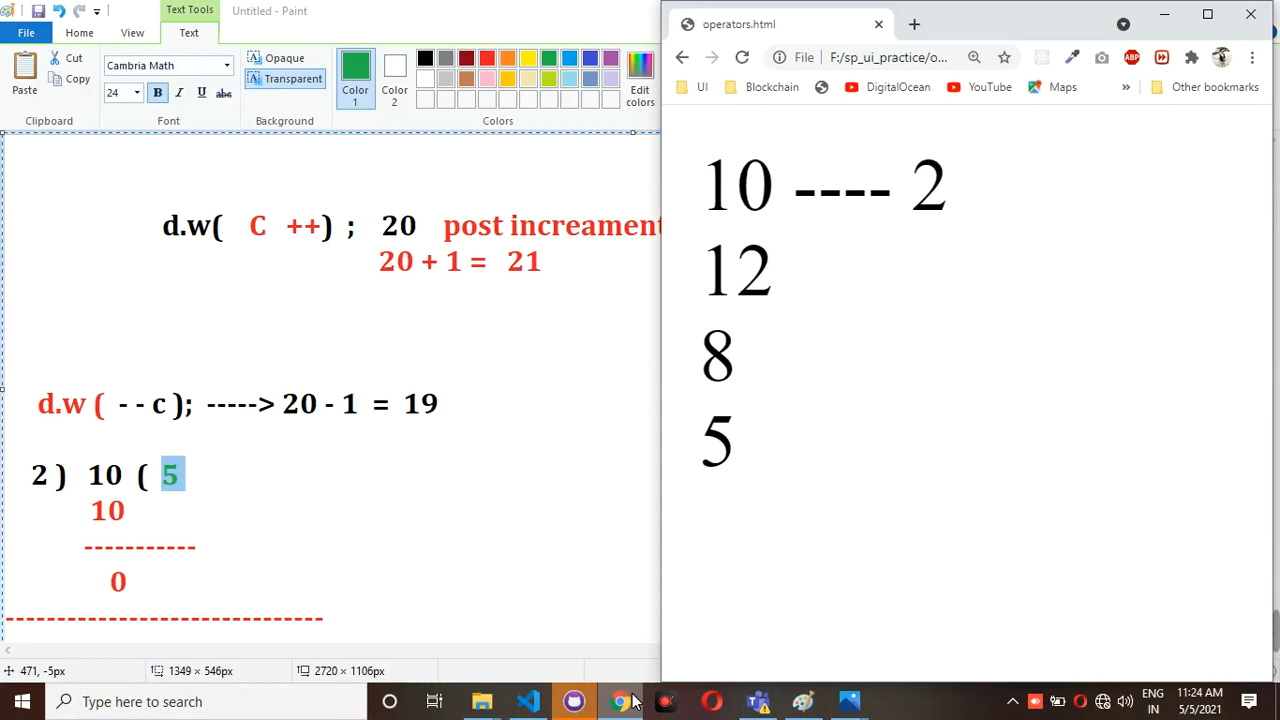 Text Tools
Untitled - Paint
File
Home
View
Text
Paste
Cut
Copy
Clipboard
Cambria Math
24
B
I
U
abc
Font
Opaque
Transparent
Background
Color
1
Color
2
Edit
colors
Colors
d.w( C ++) ; 20 post increament
20 + 1 = 21
d.w ( - - c ); -----> 20 - 1 = 19
2 ) 10 ( 5
10
-----------
0
-------------------------------
471, -5px
1349 × 546px
2720 × 1106px
operators.html
File
F:/sp_ui_practice/o...
ABP
UI
Blockchain
DigitalOcean
YouTube
Maps
»
Other bookmarks
10 ---- 2
12
8
5
Type here to search
ENG
IN
11:24 AM
5/5/2021